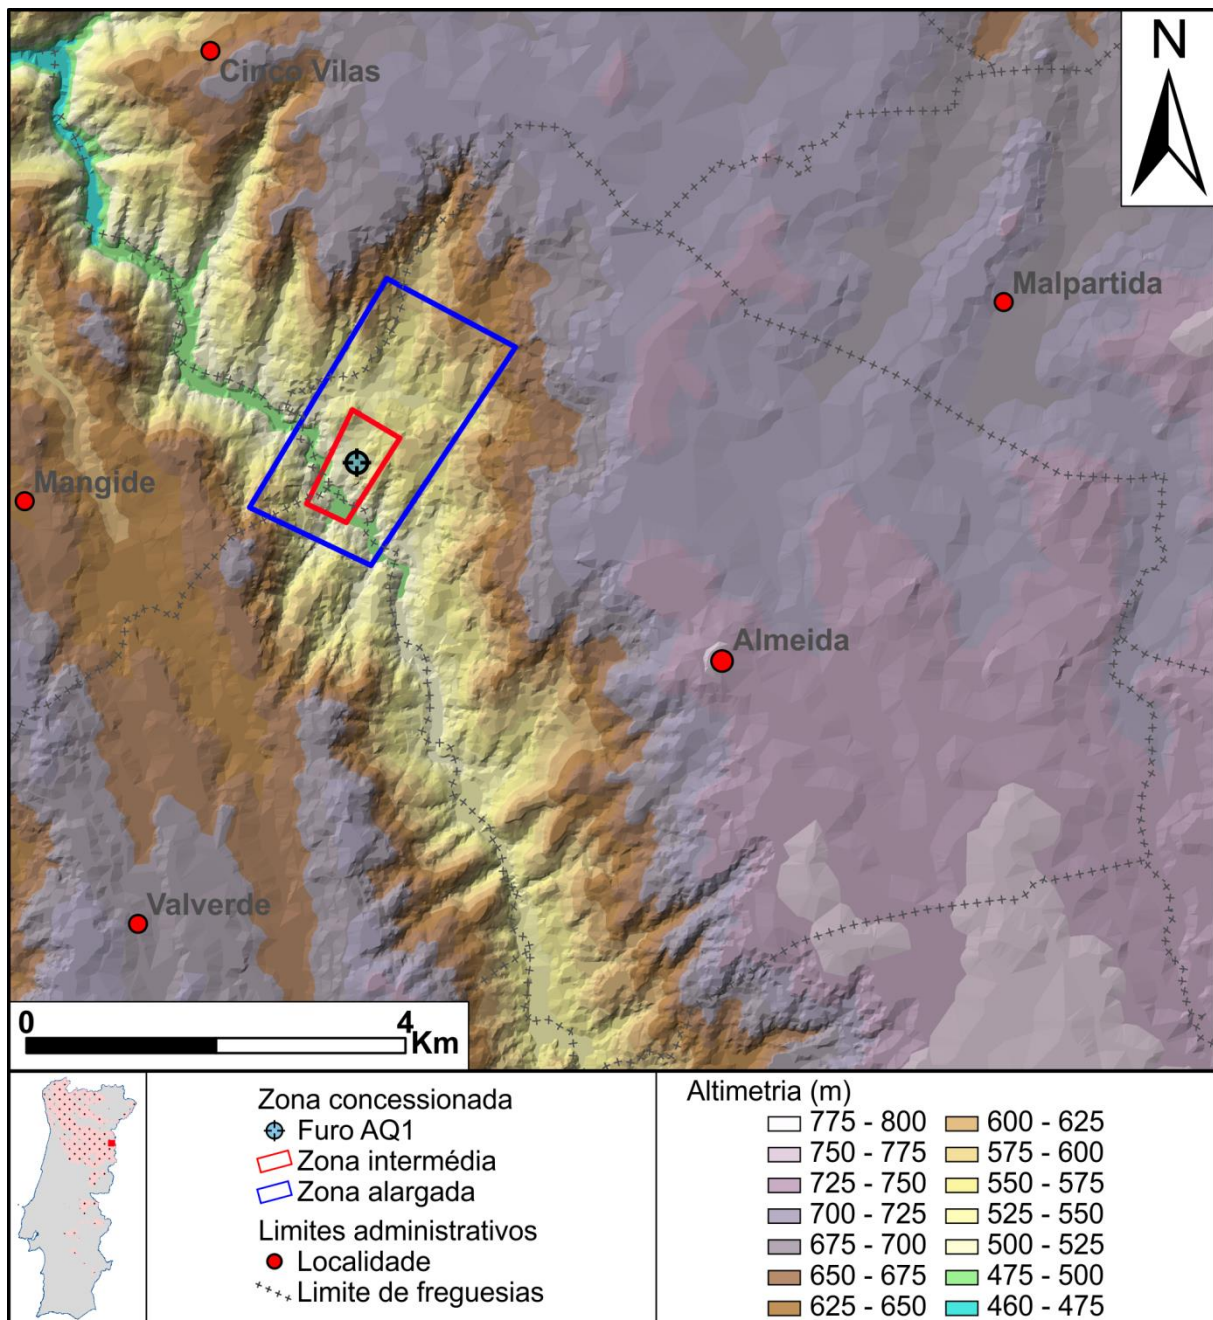 N
Cinco Vilas
Malpartida
Mangide
Almeida
Valverde
0 4
Km
Zona concessionada
Furo AQ1
Zona intermédia
Zona alargada
Limites administrativos
Localidade
Limite de freguesias
Altimetria (m)
775 - 800 600 - 625
750 - 775 575 - 600
725 - 750 550 - 575
700 - 725 525 - 550
675 - 700 500 - 525
650 - 675 475 - 500
625 - 650 460 - 475